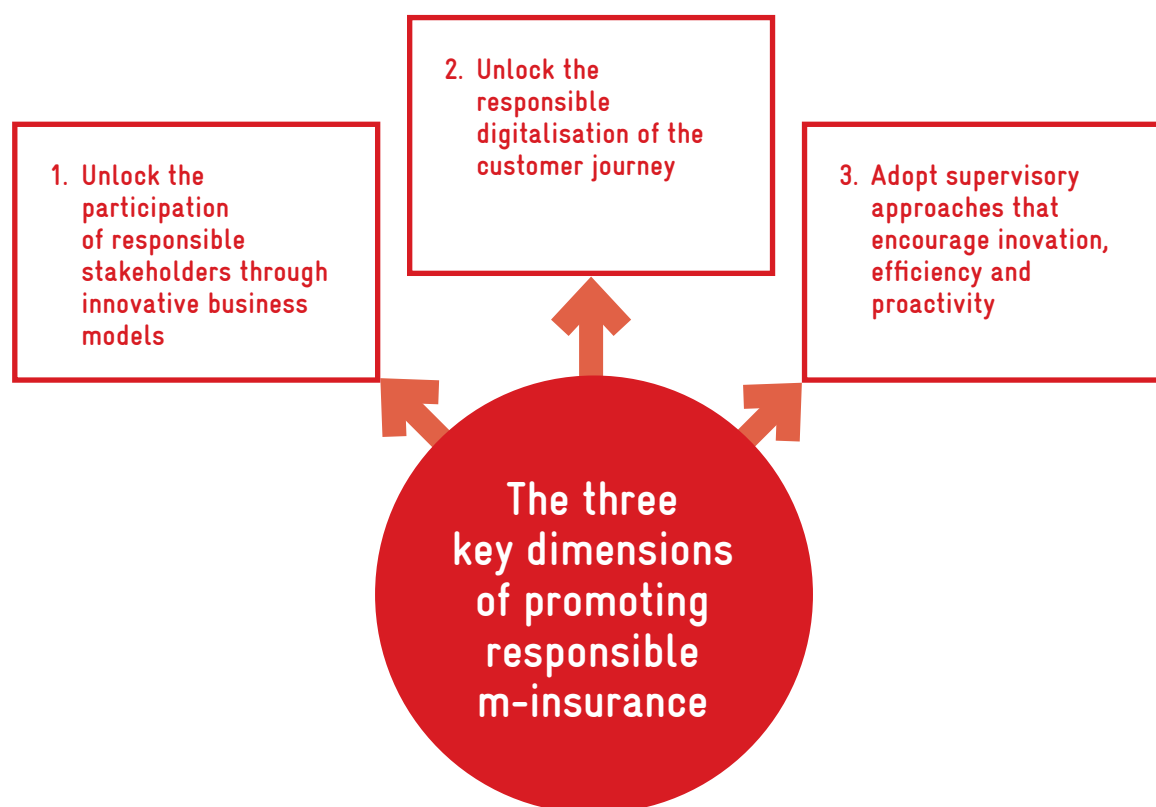 1. Unlock the
participation
of responsible
stakeholders through
innovative business
models
2. Unlock the
responsible
digitalisation of the
customer journey
3. Adopt supervisory
approaches that
encourage inovation,
efficiency and
proactivity
The three
key dimensions
of promoting
responsible
m-insurance